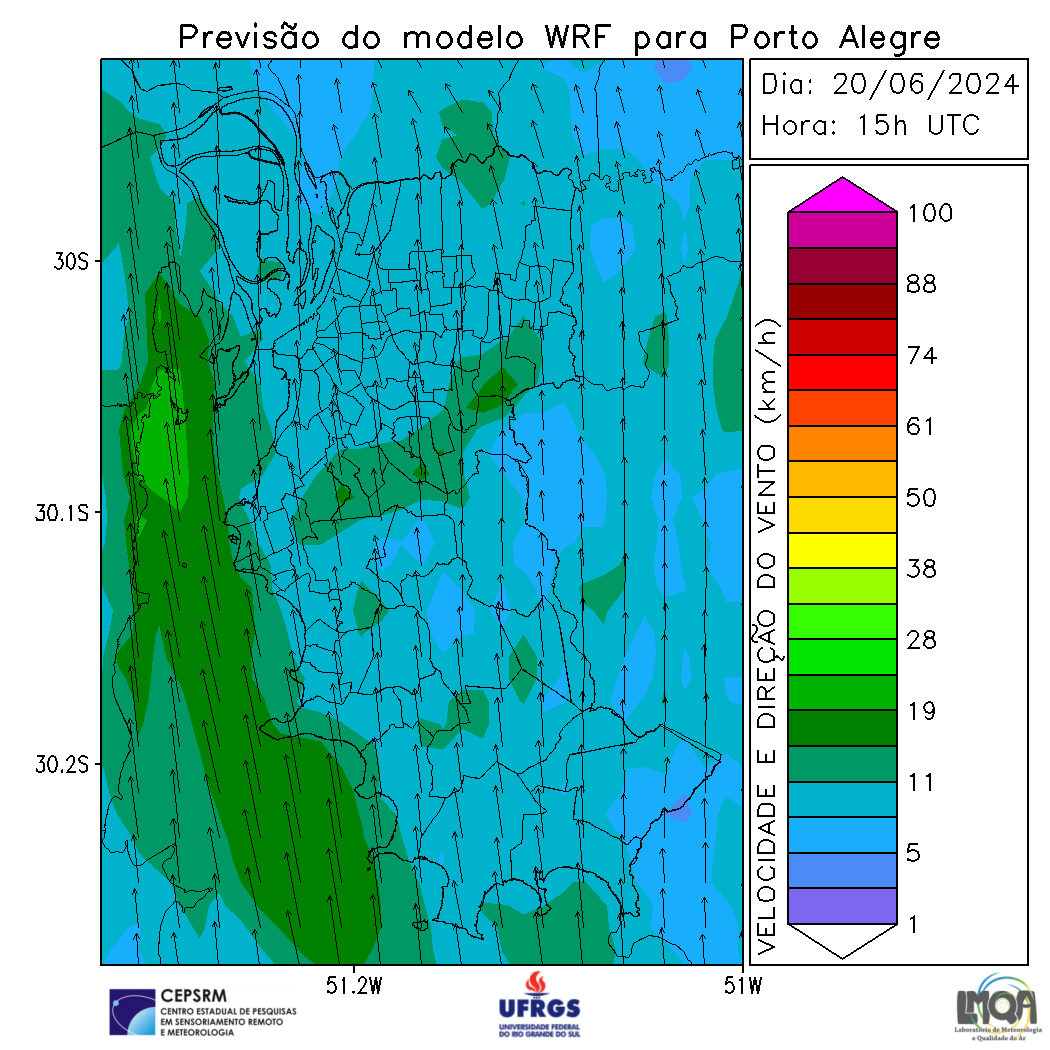 Previsão do modelo WRF para Porto Alegre
Dia: 20/06/2024
Hora: 15h UTC
30S
30.1S
30.2S
51.2W
51W
VELOCIDADE E DIREÇÃO DO VENTO (km/h)
100
88
74
61
50
38
28
19
11
5
1
CEPSRM
CENTRO ESTADUAL DE PESQUISAS
EM SENSORIAMENTO REMOTO
E METEOROLOGIA
UFRGS
UNIVERSIDADE FEDERAL
DO RIO GRANDE DO SUL
LMQA
Laboratório de Meteorologia
e Qualidade do Ar